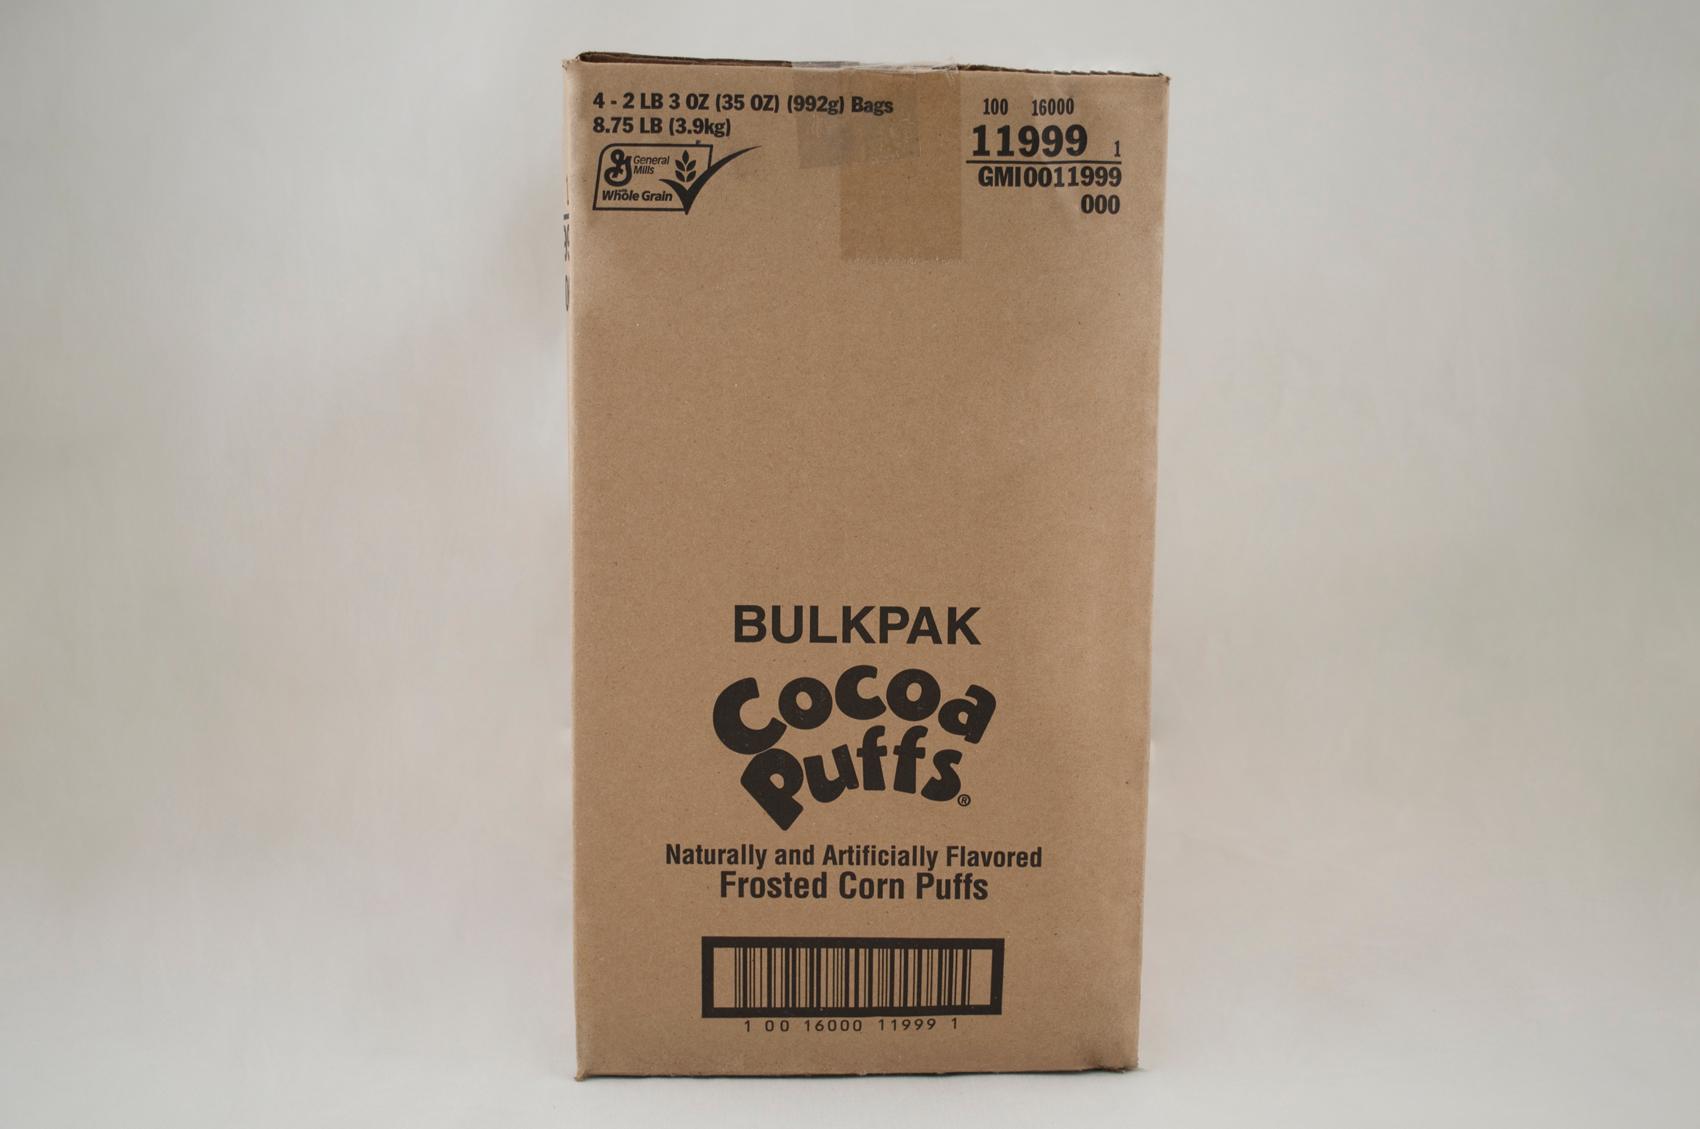 4 - 2 LB 3 OZ (35 OZ) (992g) Bags
8.75 LB (3.9kg)
General
Mills
with
Whole Grain
100 16000
11999 1
GMI0011999
000
BULKPAK
Cocoa
Puffs®
Naturally and Artificially Flavored
Frosted Corn Puffs
1 00 16000 11999 1